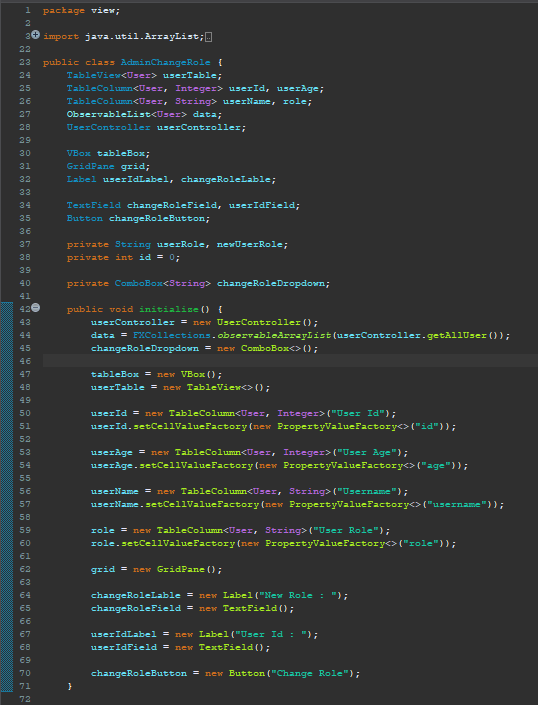 1 package view;
2
3 import java.util.ArrayList;
22
23 public class AdminChangeRole {
24 TableView<User> userTable;
25 TableColumn<User, Integer> userId, userAge;
26 TableColumn<User, String> userName, role;
27 ObservableList<User> data;
28 UserController userController;
29
30 VBox tableBox;
31 GridPane grid;
32 Label userIdLabel, changeRoleLable;
33
34 TextField changeRoleField, userIdField;
35 Button changeRoleButton;
36
37 private String userRole, newUserRole;
38 private int id = 0;
39
40 private ComboBox<String> changeRoleDropdown;
41
42 public void initialise() {
43 userController = new UserController();
44 data = FXCollections.observableArrayList(userController.getAllUser());
45 changeRoleDropdown = new ComboBox<>();
46
47 tableBox = new VBox();
48 userTable = new TableView<>();
49
50 userId = new TableColumn<User, Integer>("User Id");
51 userId.setCellValueFactory(new PropertyValueFactory<>("id"));
52
53 userAge = new TableColumn<User, Integer>("User Age");
54 userAge.setCellValueFactory(new PropertyValueFactory<>("age"));
55
56 userName = new TableColumn<User, String>("Username");
57 userName.setCellValueFactory(new PropertyValueFactory<>("username"));
58
59 role = new TableColumn<User, String>("User Role");
60 role.setCellValueFactory(new PropertyValueFactory<>("role"));
61
62 grid = new GridPane();
63
64 changeRoleLable = new Label("New Role : ");
65 changeRoleField = new TextField();
66
67 userIdLabel = new Label("User Id : ");
68 userIdField = new TextField();
69
70 changeRoleButton = new Button("Change Role");
71 }
72